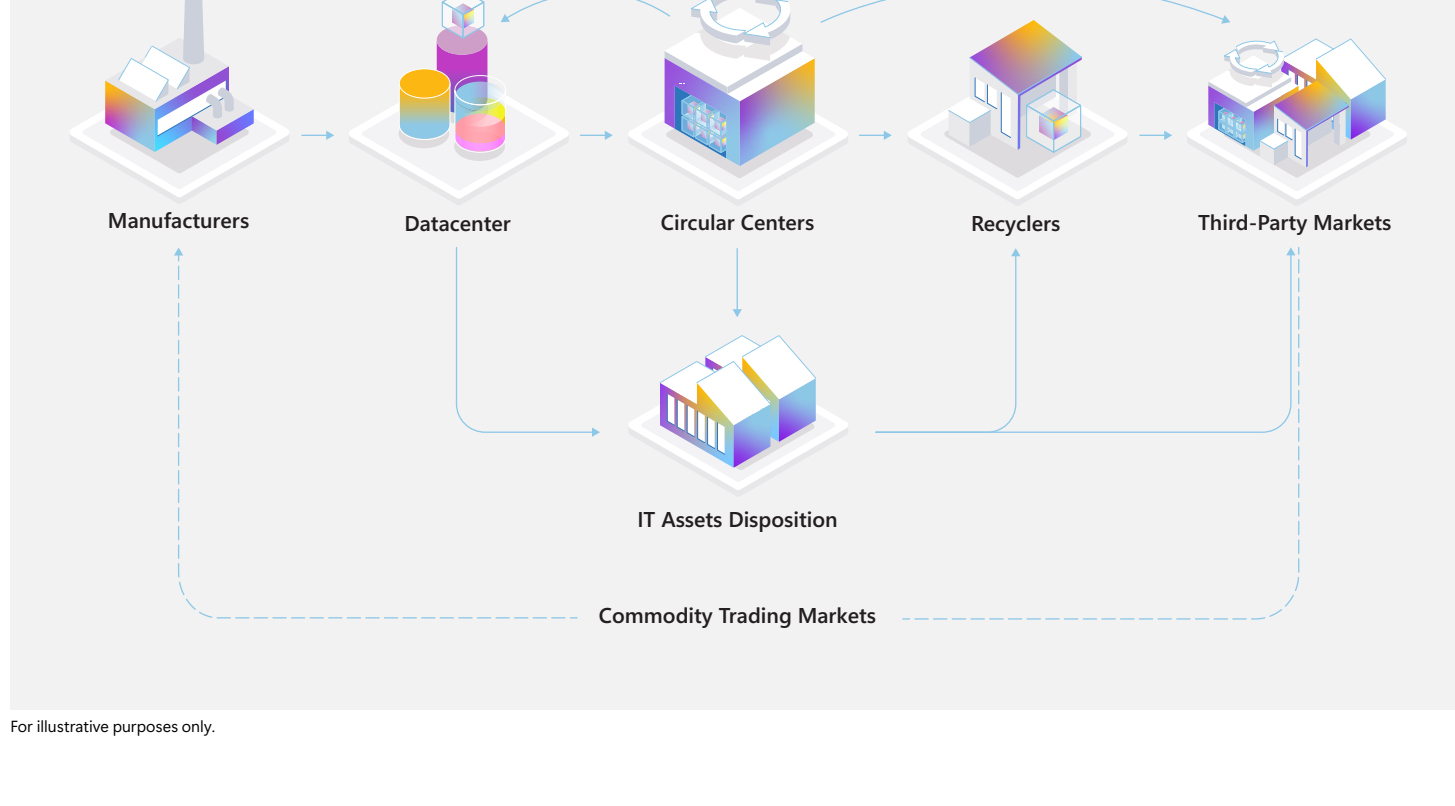 Manufacturers
Datacenter
Circular Centers
Recyclers
Third-Party Markets
IT Assets Disposition
Commodity Trading Markets
For illustrative purposes only.